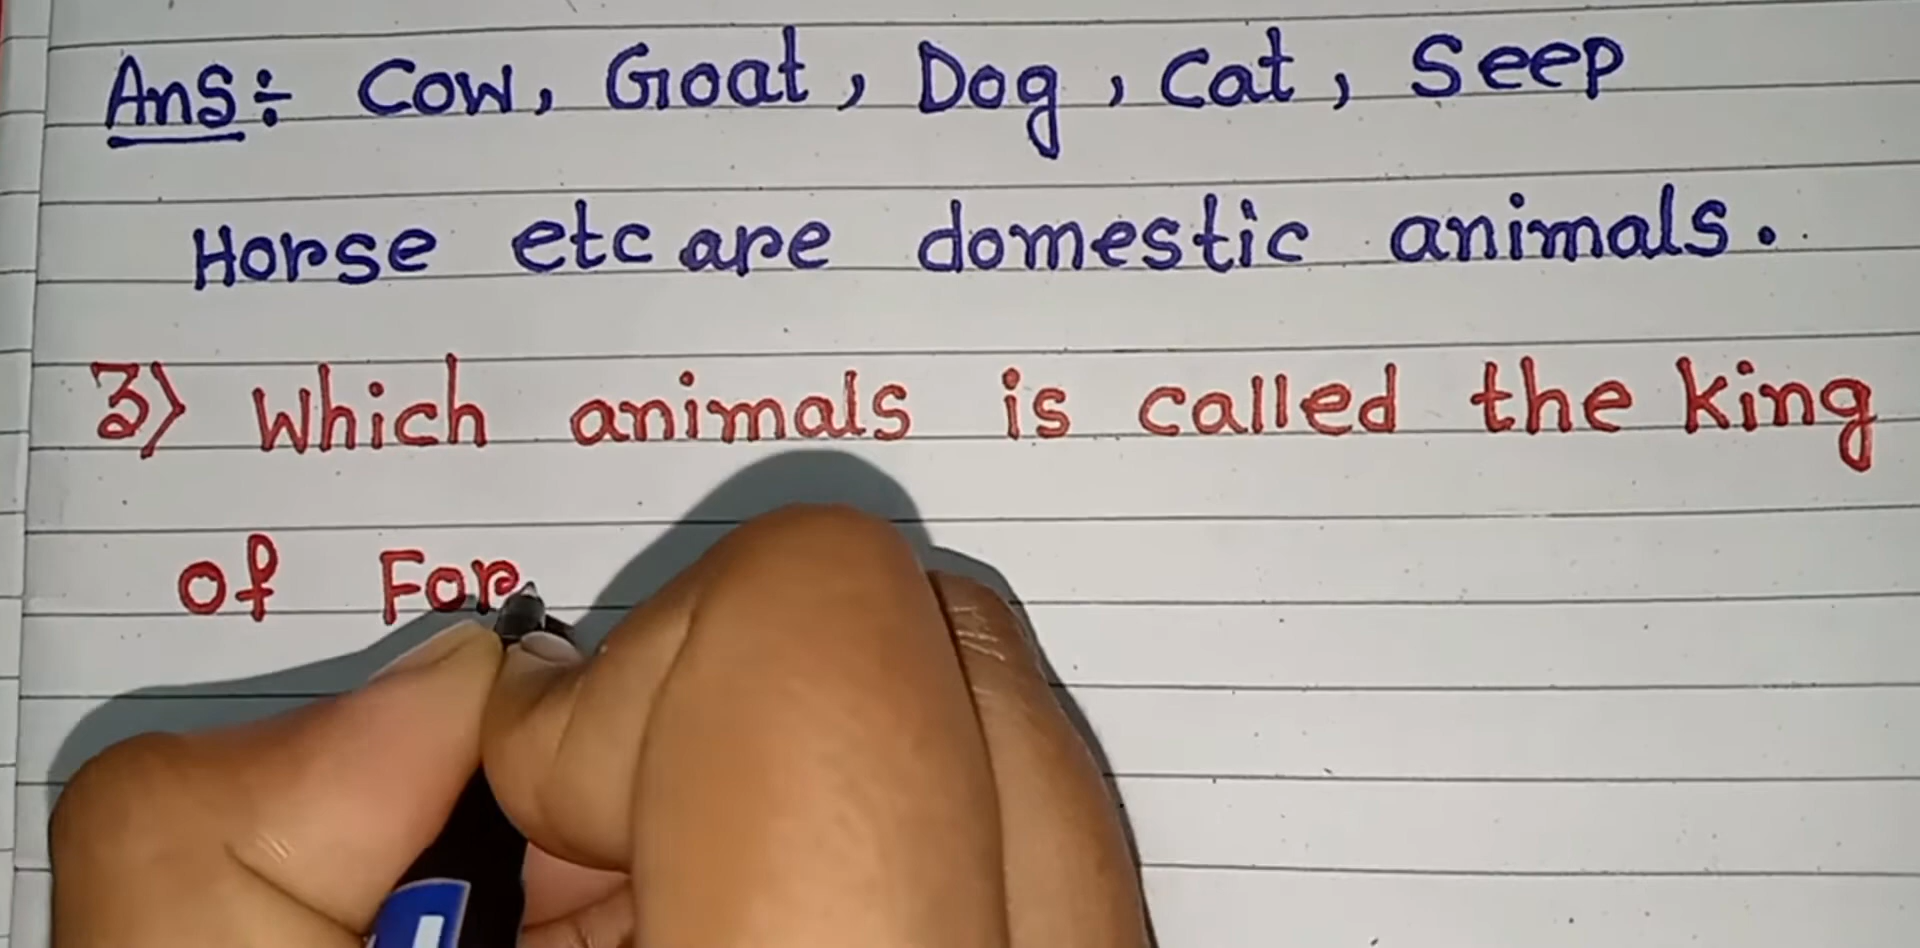 Ans÷ Cow, Goat, Dog, Cat, Seep
Horse etc are domestic animals.
3) Which animals is called the king
of For